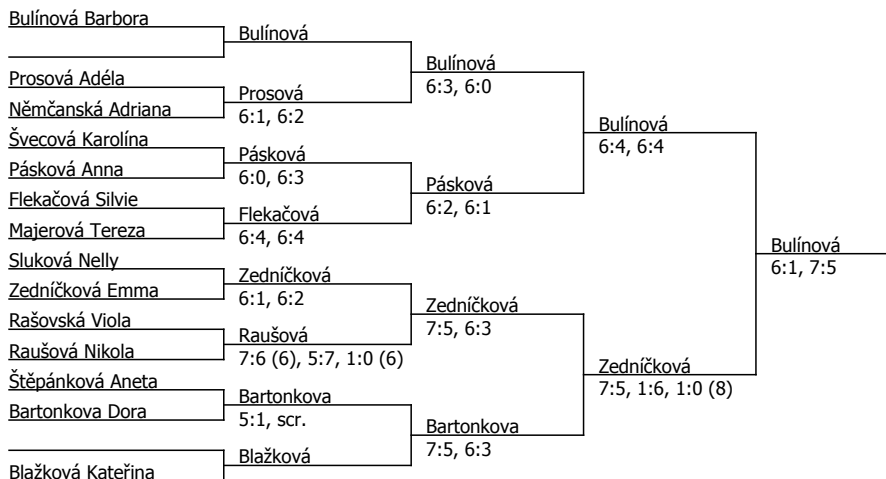 Bulínová Barbora
Bulínová
Bulínová
6:3, 6:0
Prosová Adéla
Prosová
6:1, 6:2
Němčanská Adriana
Bulínová
6:4, 6:4
Švecová Karolína
Pásková
6:0, 6:3
Pásková Anna
Pásková
6:2, 6:1
Flekačová Silvie
Flekačová
6:4, 6:4
Majerová Tereza
Bulínová
6:1, 7:5
Sluková Nelly
Zedníčková
6:1, 6:2
Zedníčková Emma
Zedníčková
7:5, 6:3
Rašovská Viola
Raušová
7:6 (6), 5:7, 1:0 (6)
Raušová Nikola
Zedníčková
7:5, 1:6, 1:0 (8)
Štěpánková Aneta
Bartonkova
5:1, scr.
Bartonkova Dora
Bartonkova
7:5, 6:3
Blažková
Blažková Kateřina